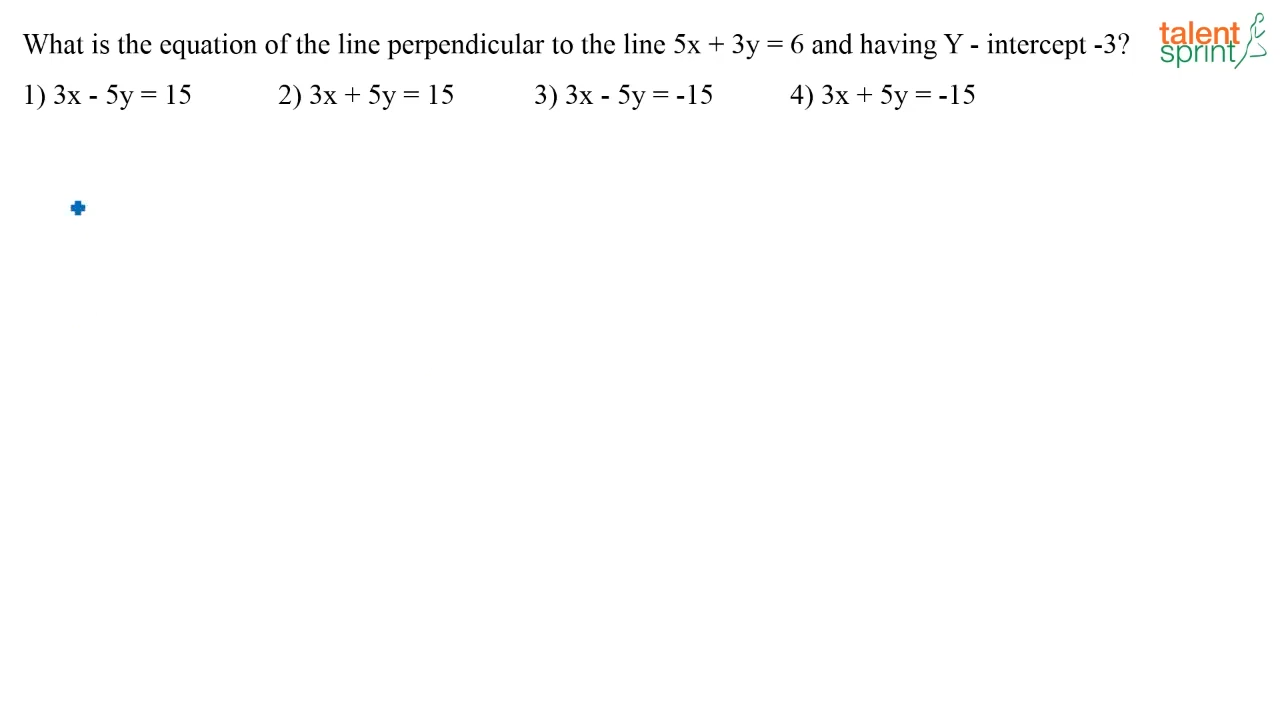 What is the equation of the line perpendicular to the line 5x + 3y = 6 and having Y - intercept -3?
talent
sprint
1) 3x - 5y = 15 2) 3x + 5y = 15 3) 3x - 5y = -15 4) 3x + 5y = -15